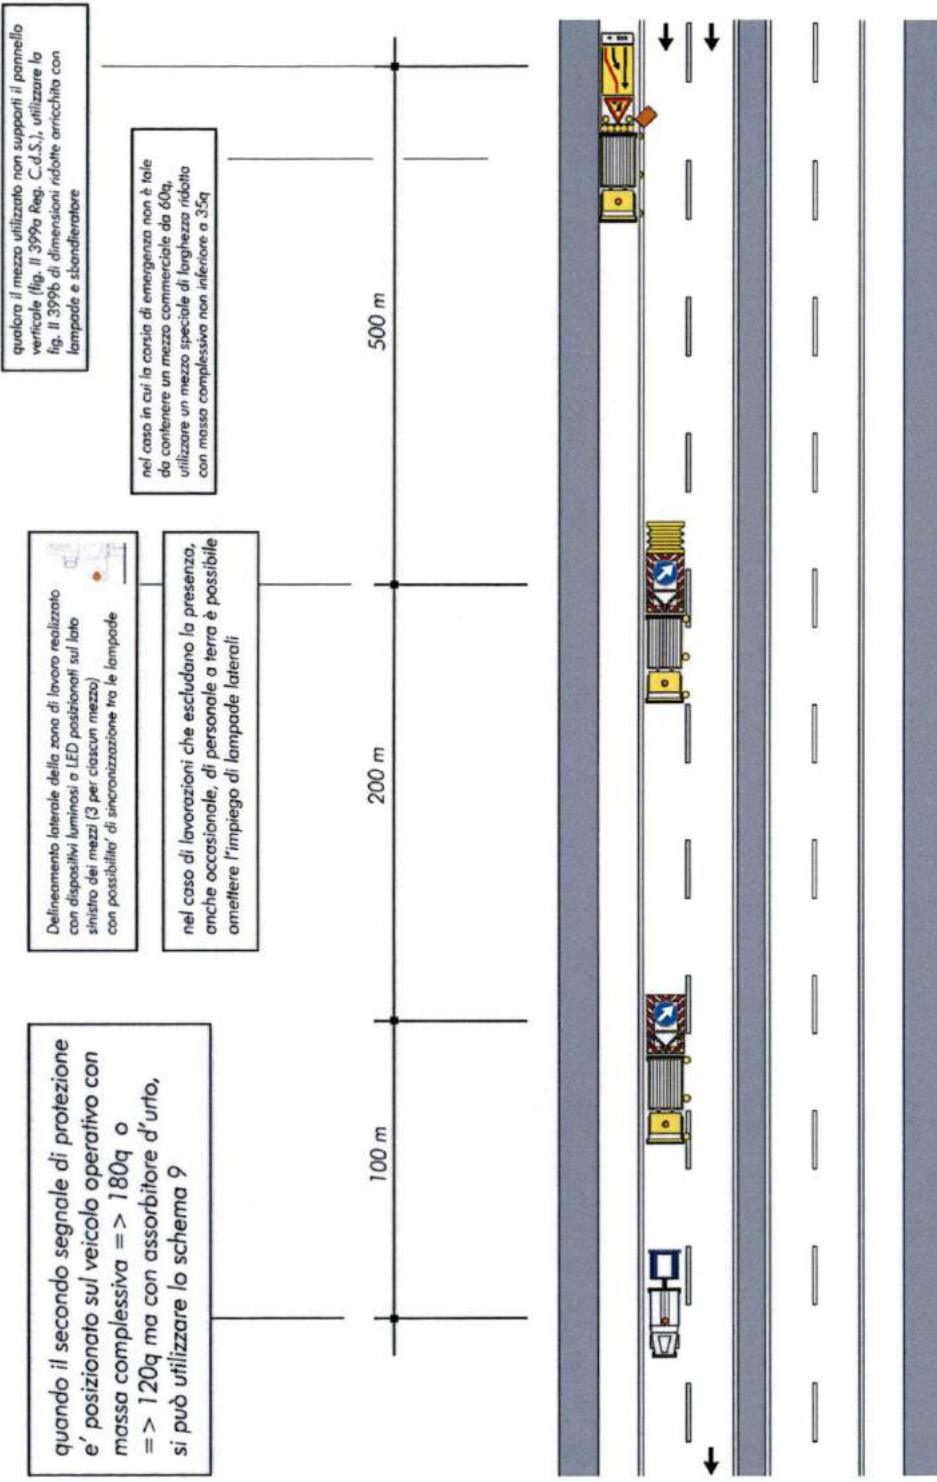 qualora il mezzo utilizzato non supporti il pannello
verticale (fig. II 399a Reg. C.d.S.), utilizzare la
fig. II 399b di dimensioni ridotte arricchita con
lampade e sbandieratore
nel caso in cui la corsia di emergenza non è tale
da contenere un mezzo commerciale da 60q,
utilizzare un mezzo speciale di larghezza ridotta
con massa complessiva non inferiore a 35q
Delineamento laterale della zona di lavoro realizzato
con dispositivi luminosi a LED posizionati sul lato
sinistro dei mezzi (3 per ciascun mezzo)
con possibilita' di sincronizzazione tra le lampade
nel caso di lavorazioni che escludano la presenza,
anche occasionale, di personale a terra è possibile
omettere l'impiego di lampade laterali
quando il secondo segnale di protezione
e' posizionato sul veicolo operativo con
massa complessiva => 180q o
=> 120q ma con assorbitore d'urto,
si può utilizzare lo schema 9
500 m
200 m
100 m